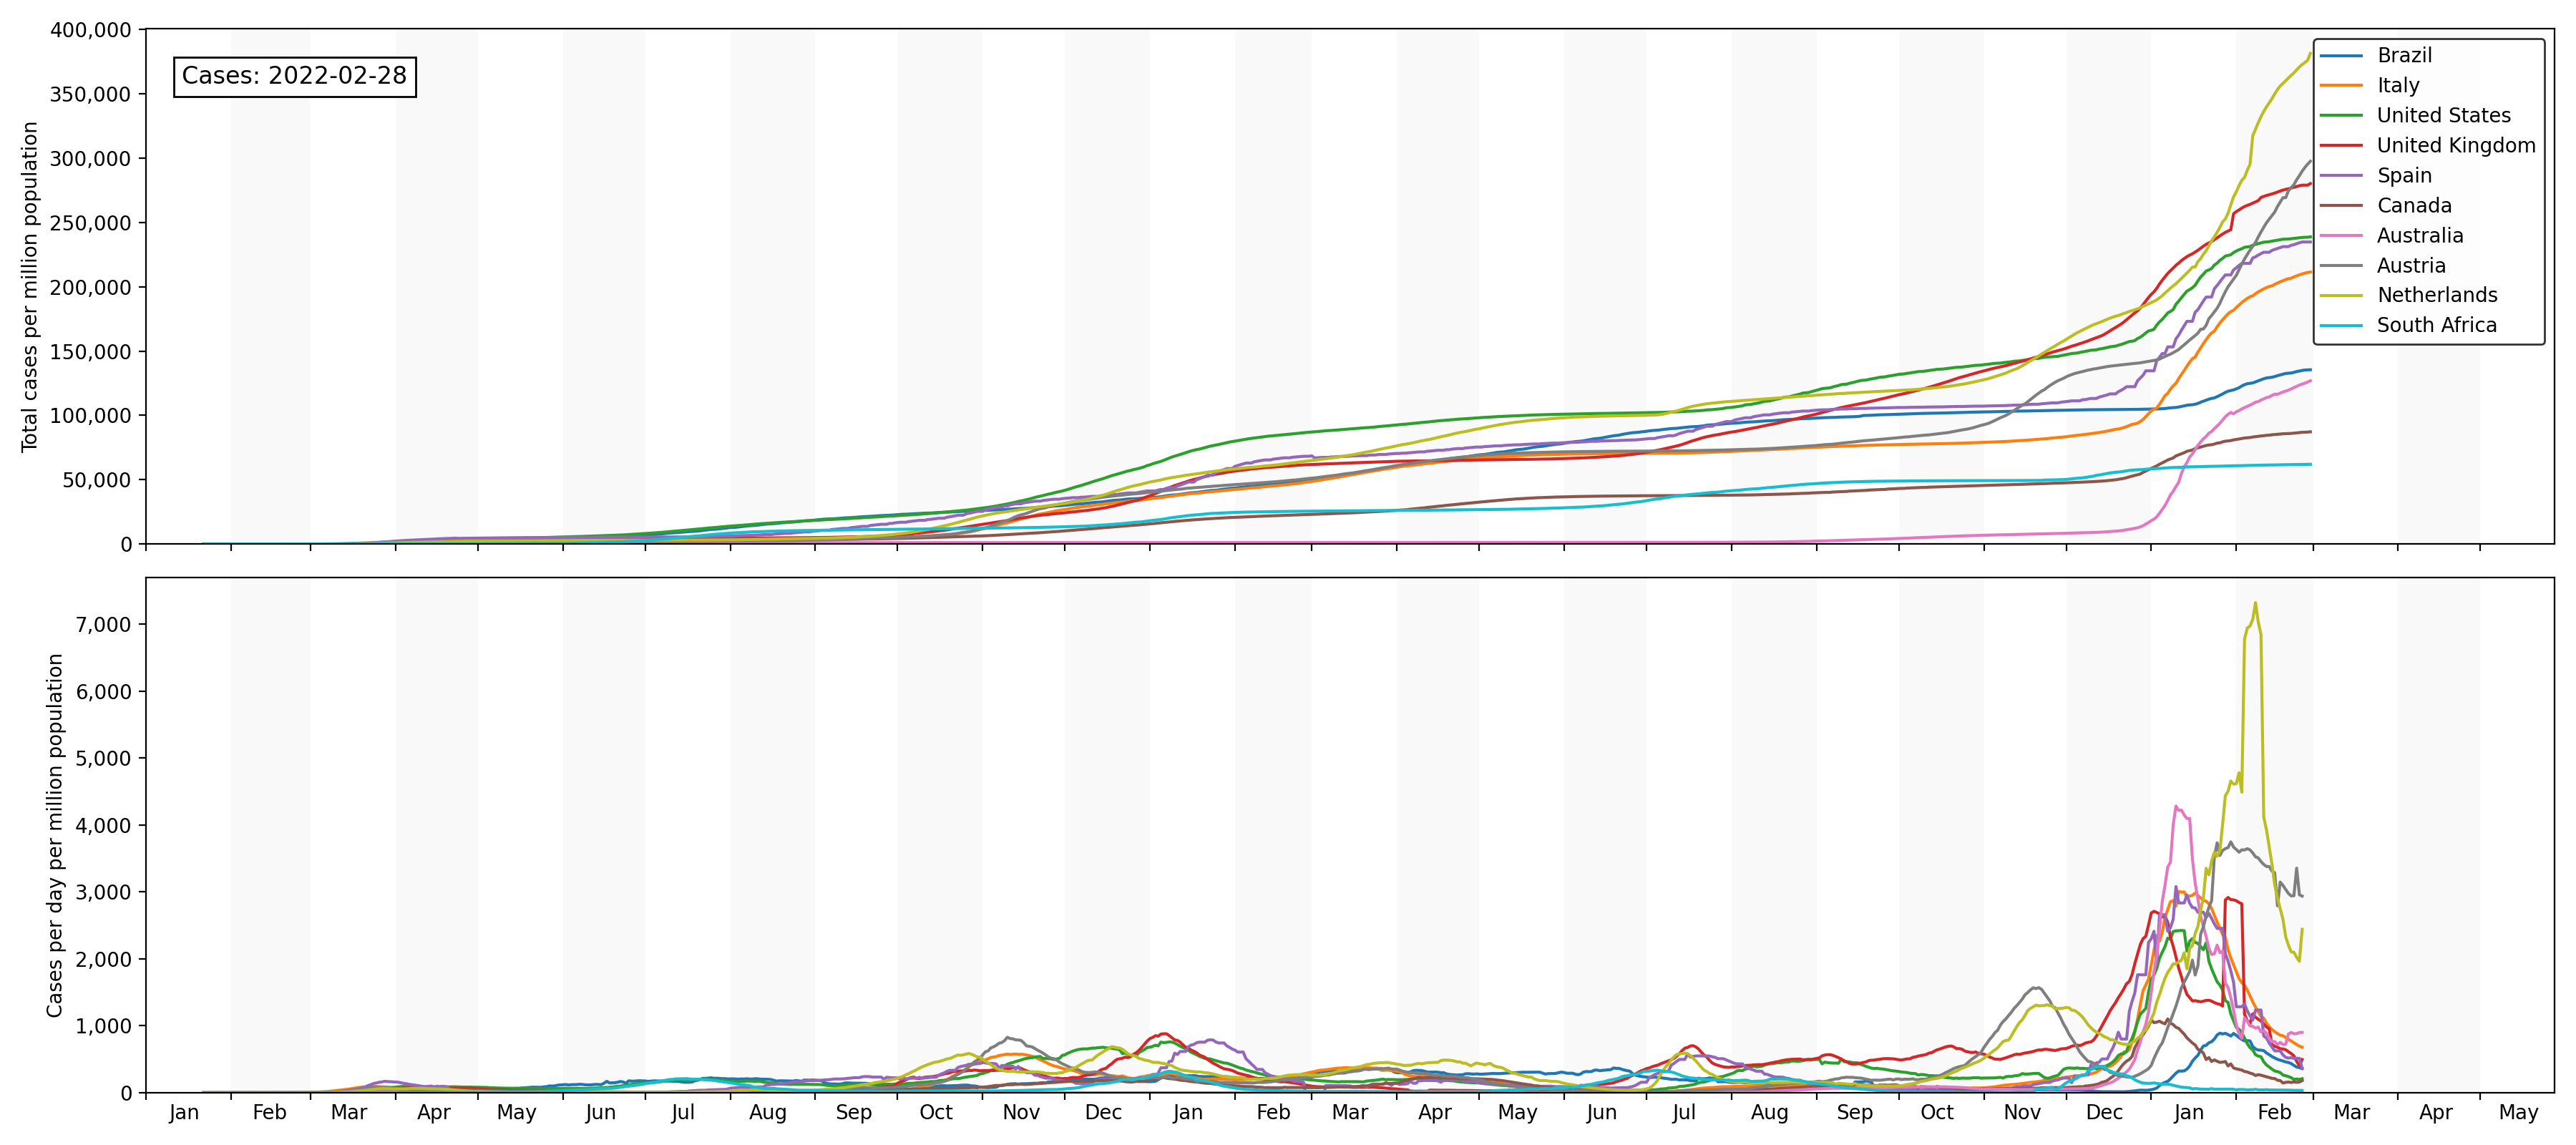 400,000
350,000
300,000
250,000
200,000
150,000
100,000
50,000
0
Total cases per million population
Cases: 2022-02-28
Brazil
Italy
United States
United Kingdom
Spain
Canada
Australia
Austria
Netherlands
South Africa
7,000
6,000
5,000
4,000
3,000
2,000
1,000
0
Cases per day per million population
Jan Feb Mar Apr May Jun Jul Aug Sep Oct Nov Dec Jan Feb Mar Apr May Jun Jul Aug Sep Oct Nov Dec Jan Feb Mar Apr May